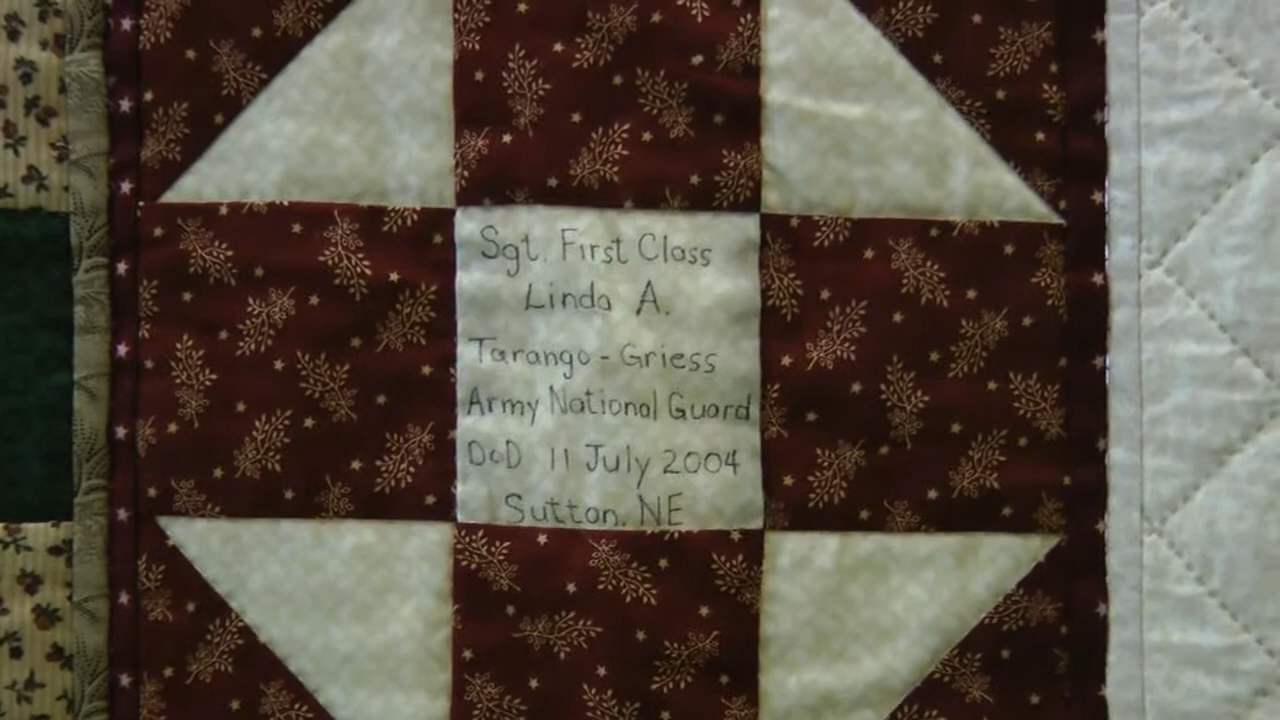 Sgt. First Class
Linda A.
Tarango - Griess
Army National Guard
DoD 11 July 2004
Sutton, NE